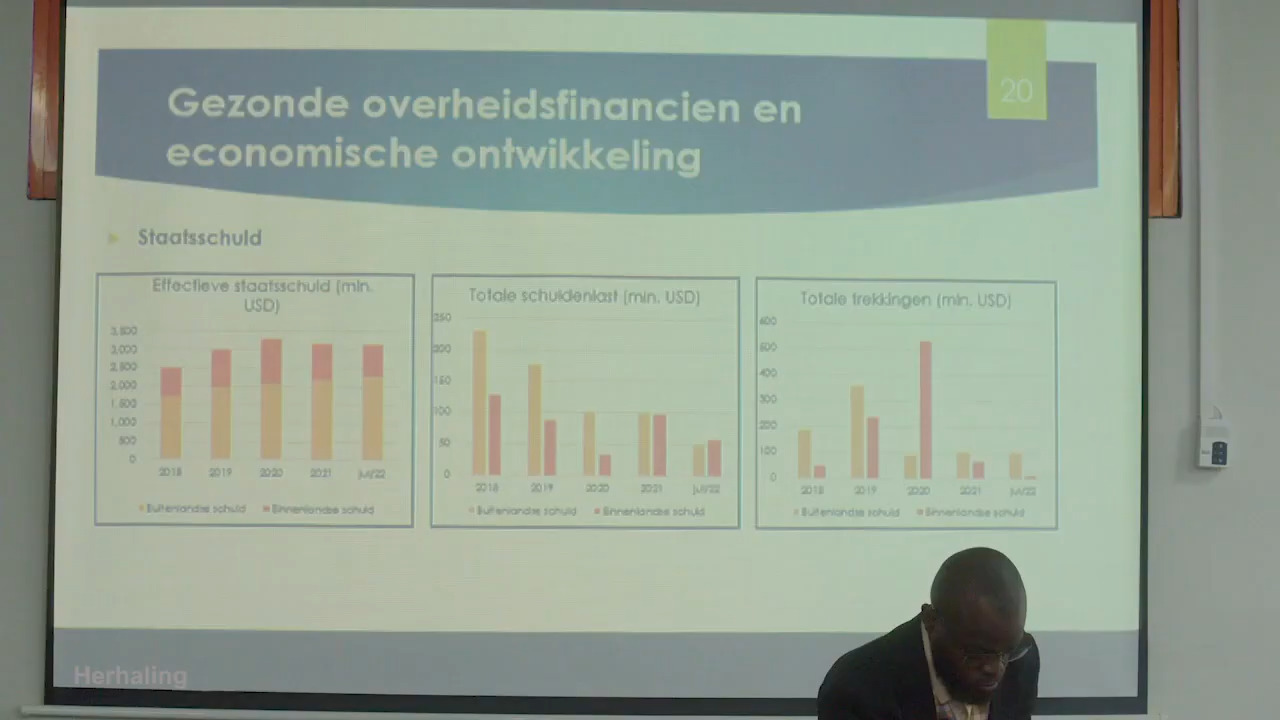 20
Gezonde overheidsfinancien en
economische ontwikkeling
Staatsschuld
Effectieve staatsschuld (mln.
USD)
3,500
3,000
2,500
2,000
1,500
1,000
500
0
2018 2019 2020 2021 jul/22
Buitenlandse schuld Binnenlandse schuld
Totale schuldenlast (mln. USD)
250
200
150
100
50
0
2018 2019 2020 2021 jul/22
Buitenlandse schuld Binnenlandse schuld
Totale trekkingen (mln. USD)
600
500
400
300
200
100
0
2018 2019 2020 2021 jul/22
Buitenlandse schuld Binnenlandse schuld
Herhaling